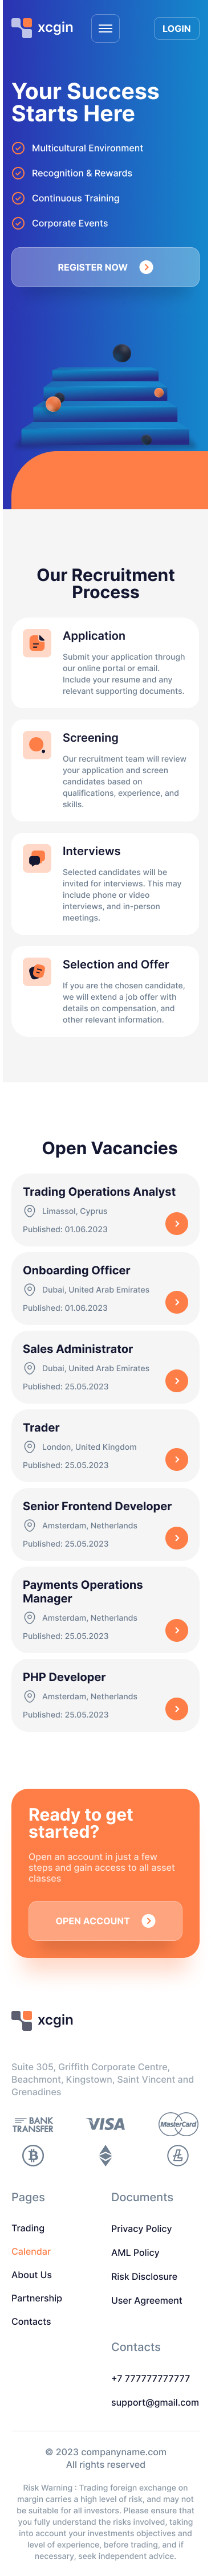 xcgin
LOGIN
Your Success
Starts Here
Multicultural Environment
Recognition & Rewards
Continuous Training
Corporate Events
REGISTER NOW
Our Recruitment
Process
Application
Submit your application through
our online portal or email.
Include your resume and any
relevant supporting documents.
Screening
Our recruitment team will review
your application and screen
candidates based on
qualifications, experience, and
skills.
Interviews
Selected candidates will be
invited for interviews. This may
include phone or video
interviews, and in-person
meetings.
Selection and Offer
If you are the chosen candidate,
we will extend a job offer with
details on compensation, and
other relevant information.
Open Vacancies
Trading Operations Analyst
Limassol, Cyprus
Published: 01.06.2023
Onboarding Officer
Dubai, United Arab Emirates
Published: 01.06.2023
Sales Administrator
Dubai, United Arab Emirates
Published: 25.05.2023
Trader
London, United Kingdom
Published: 25.05.2023
Senior Frontend Developer
Amsterdam, Netherlands
Published: 25.05.2023
Payments Operations
Manager
Amsterdam, Netherlands
Published: 25.05.2023
PHP Developer
Amsterdam, Netherlands
Published: 25.05.2023
Ready to get
started?
Open an account in just a few
steps and gain access to all asset
classes
OPEN ACCOUNT
xcgin
Suite 305, Griffith Corporate Centre,
Beachmont, Kingstown, Saint Vincent and
Grenadines
BANK
TRANSFER
VISA
MasterCard
Pages
Trading
Calendar
About Us
Partnership
Contacts
Documents
Privacy Policy
AML Policy
Risk Disclosure
User Agreement
Contacts
+7 777777777777
support@gmail.com
© 2023 companyname.com
All rights reserved
Risk Warning : Trading foreign exchange on
margin carries a high level of risk, and may not
be suitable for all investors. Please ensure that
you fully understand the risks involved, taking
into account your investments objectives and
level of experience, before trading, and if
necessary, seek independent advice.